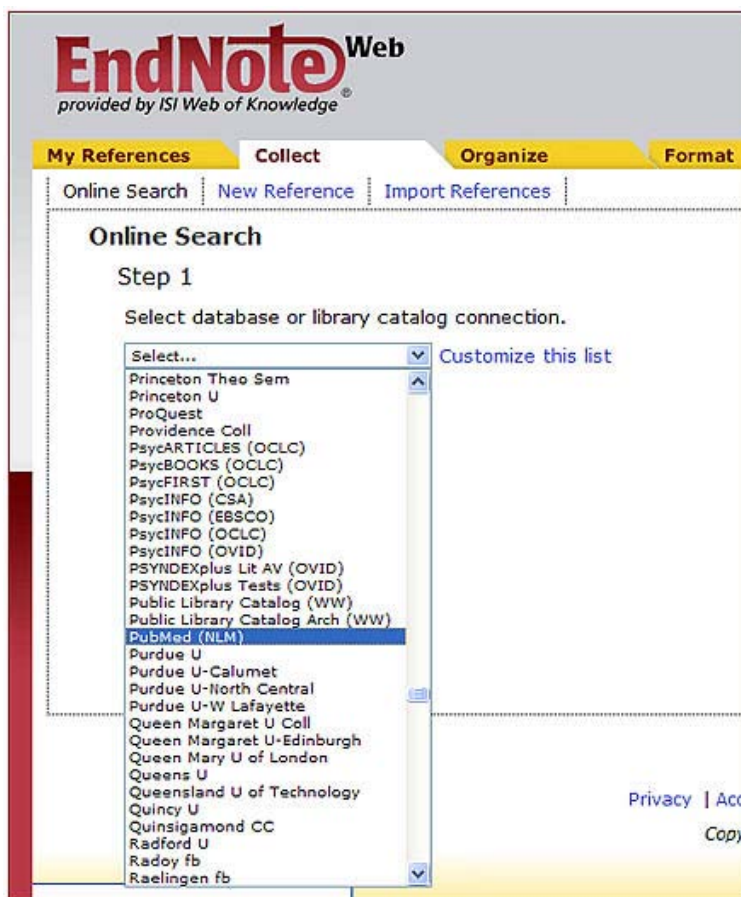 EndNote Web
provided by ISI Web of Knowledge
My References Collect Organize Format
Online Search New Reference Import References
Online Search
Step 1
Select database or library catalog connection.
Select... Customize this list
Princeton Theo Sem
Princeton U
ProQuest
Providence Coll
PsycARTICLES (OCLC)
PsycBOOKS (OCLC)
PsycFIRST (OCLC)
PsycINFO (CSA)
PsycINFO (EBSCO)
PsycINFO (OCLC)
PsycINFO (OVID)
PSYNDEXplus Lit AV (OVID)
PSYNDEXplus Tests (OVID)
Public Library Catalog (WW)
Public Library Catalog Arch (WW)
PubMed (NLM)
Purdue U
Purdue U-Calumet
Purdue U-North Central
Purdue U-W Lafayette
Queen Margaret U Coll
Queen Margaret U-Edinburgh
Queen Mary U of London
Queens U
Queensland U of Technology
Quincy U
Quinsigamond CC
Radford U
Radoy fb
Raelingen fb
Privacy | Acc
Copy